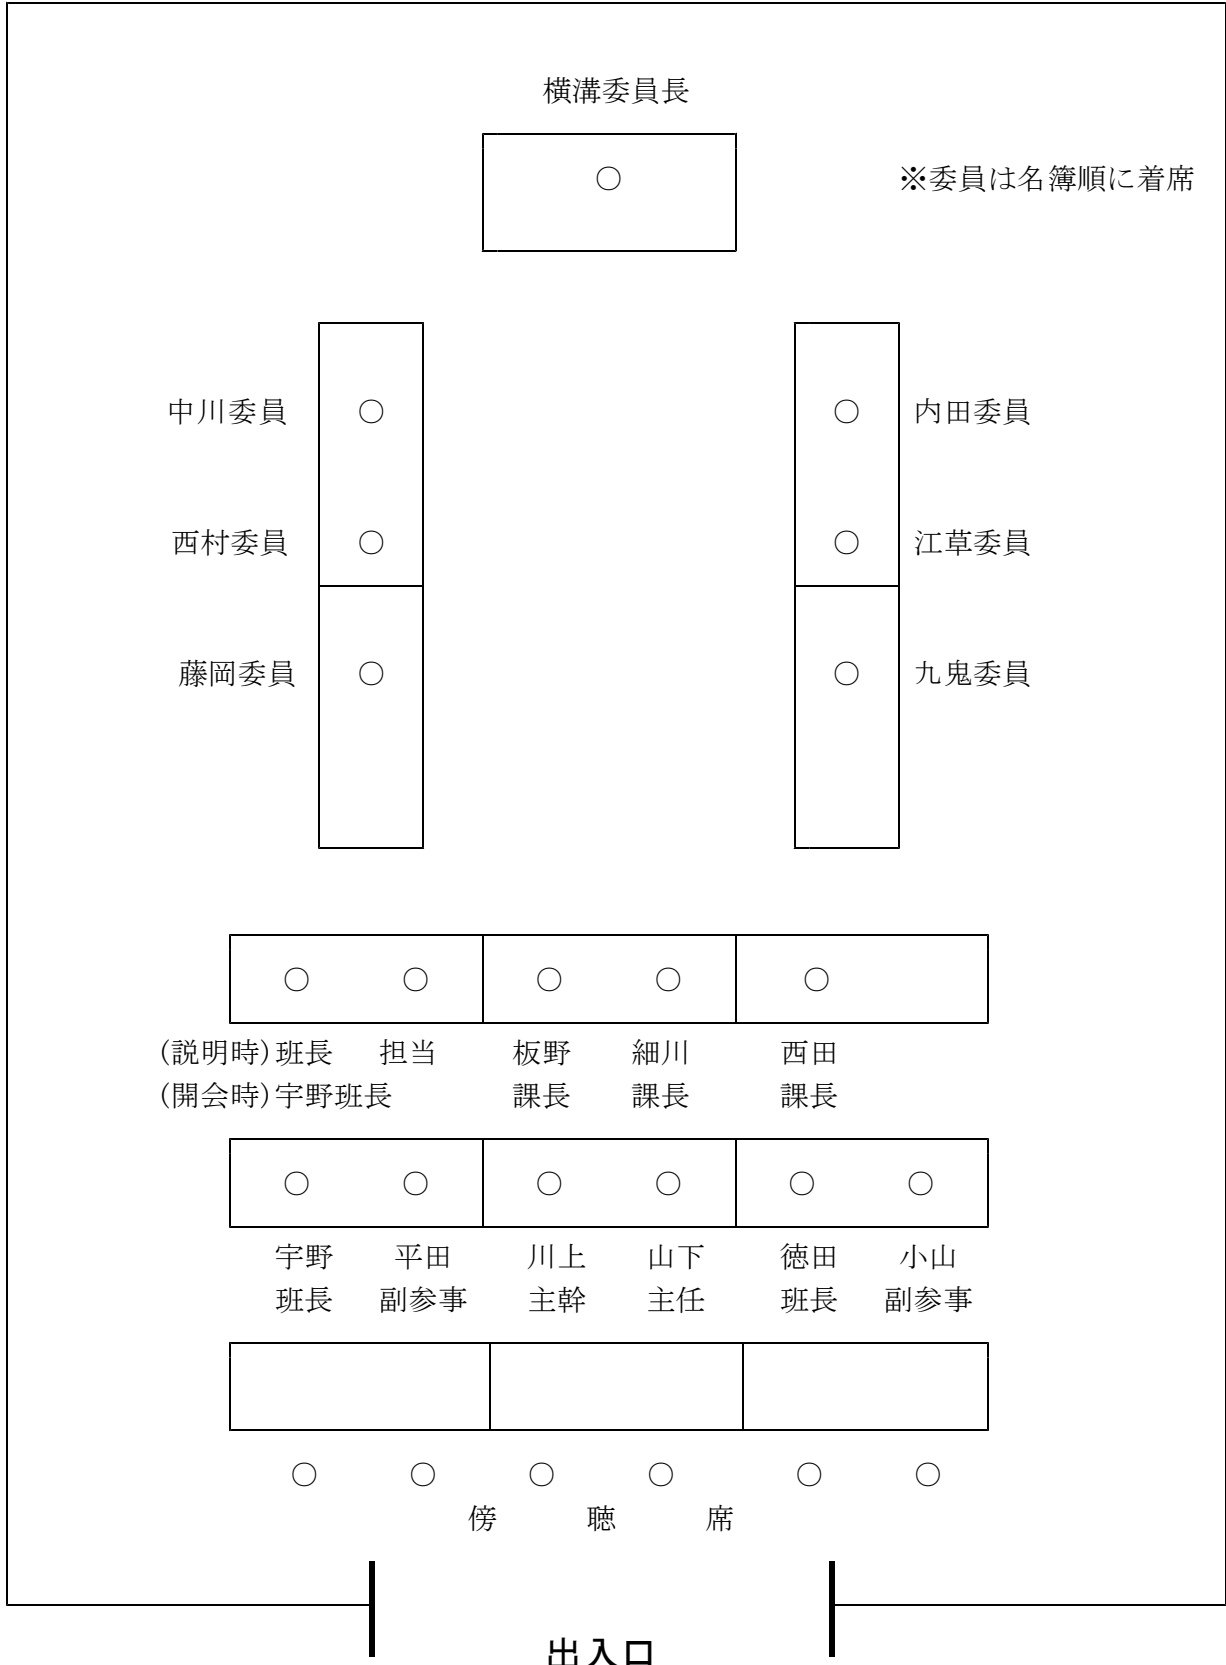 横溝委員長
○
※委員は名簿順に着席
中川委員 ○ ○ 内田委員
西村委員 ○ ○ 江草委員
藤岡委員 ○ ○ 九鬼委員
○ ○ ○ ○ ○
(説明時)班長 担当 板野 細川 西田
(開会時)宇野班長 課長 課長 課長
○ ○ ○ ○ ○ ○
宇野 平田 川上 山下 徳田 小山
班長 副参事 主幹 主任 班長 副参事
○ ○ ○ ○ ○ ○
傍 聴 席
出入口